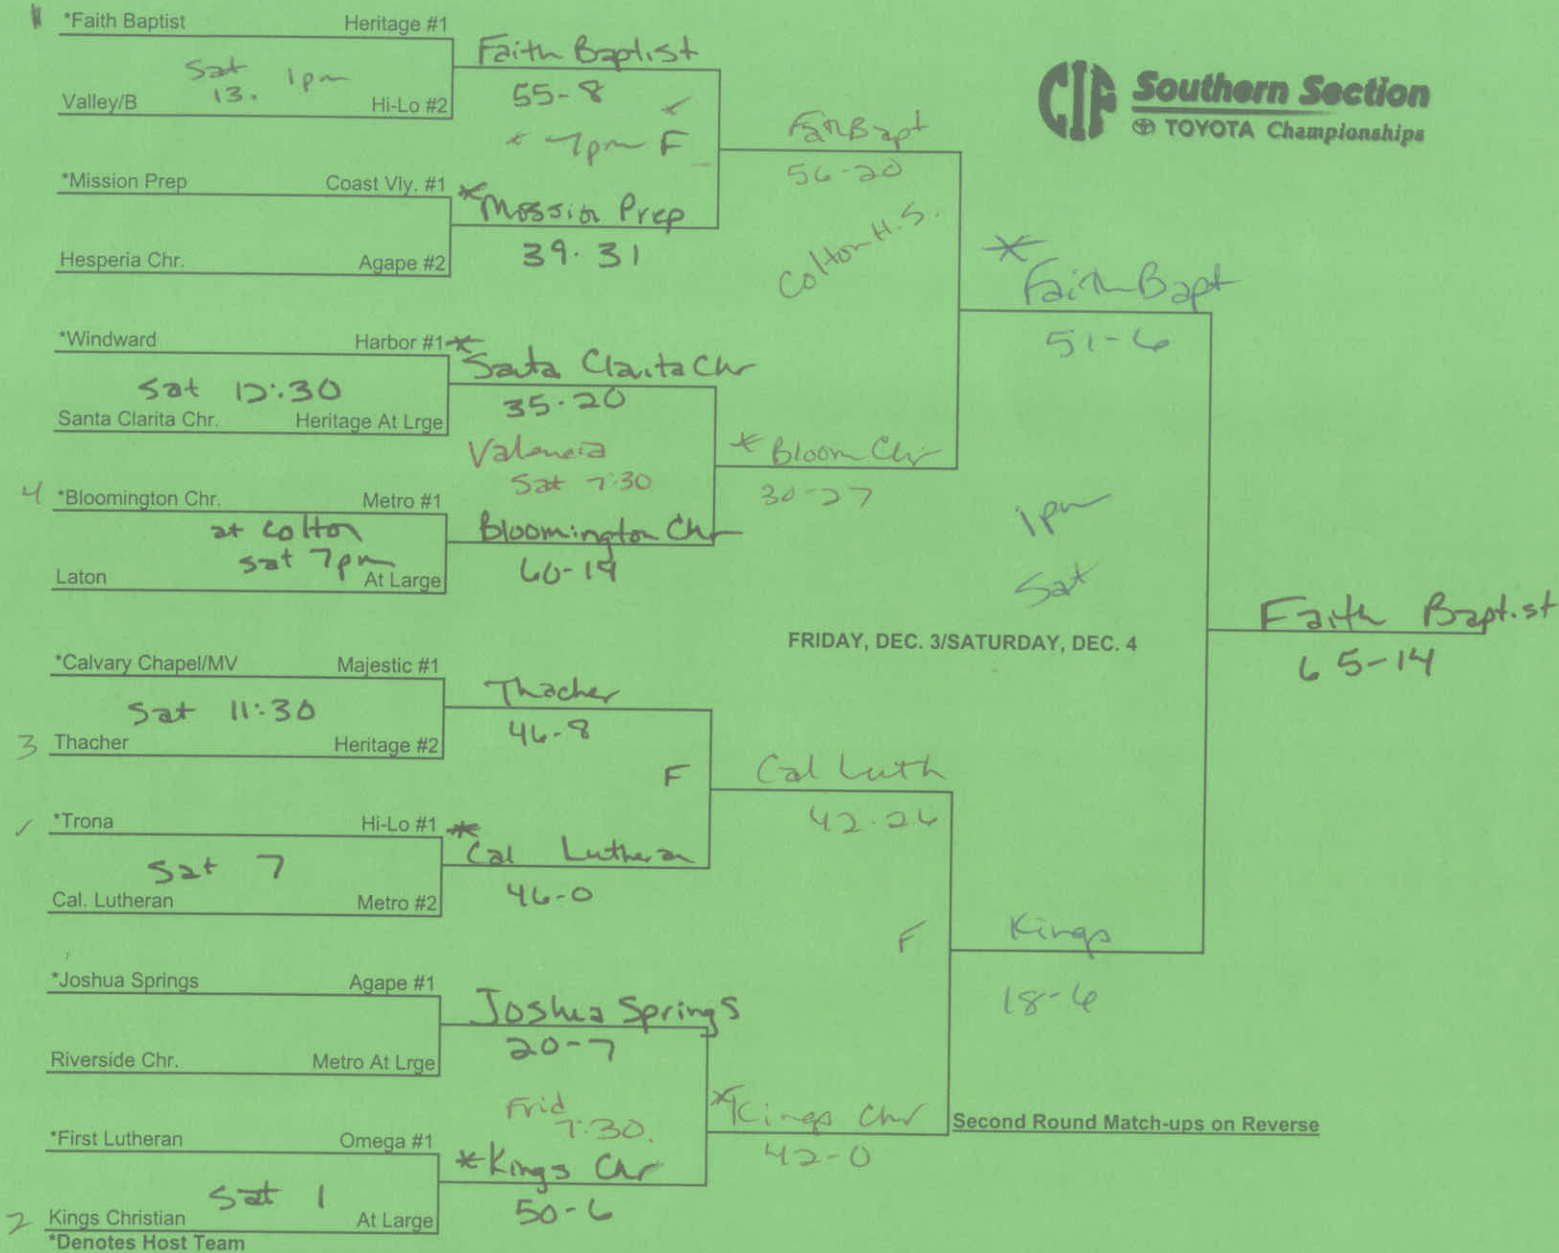 1 *Faith Baptist Heritage #1
Sat 1pm
13.
Valley/B Hi-Lo #2
*Mission Prep Coast Vly. #1
Hesperia Chr. Agape #2
*Windward Harbor #1
Sat 12:30
Santa Clarita Chr. Heritage At Lrge
4 *Bloomington Chr. Metro #1
at Colton
Sat 7pm
Laton At Large
*Calvary Chapel/MV Majestic #1
Sat 11:30
3 Thacher Heritage #2
✓ *Trona Hi-Lo #1
Sat 7
Cal. Lutheran Metro #2
*Joshua Springs Agape #1
Riverside Chr. Metro At Lrge
*First Lutheran Omega #1
Sat 1
2 Kings Christian At Large
*Denotes Host Team
Faith Baptist
55-8
* 7pm F
*Mission Prep
39.31
*Santa Clarita Chr
35.20
Valencia
Sat 7:30
Bloomington Chr
60-19
Thacher
46-8
F
*Cal Lutheran
46-0
Joshua Springs
20-7
Frid
7:30.
*Kings Chr
50-6
Faith Bapt
56-20
Colton H.S.
*Bloom Chr
30-27
Cal Luth
42.26
F
*Kings Chr
42-0
*
Faith Bapt
51-6
1pm
Sat
Kings
18-6
Faith Baptist
65-14
CIF Southern Section
TOYOTA Championships
FRIDAY, DEC. 3/SATURDAY, DEC. 4
Second Round Match-ups on Reverse